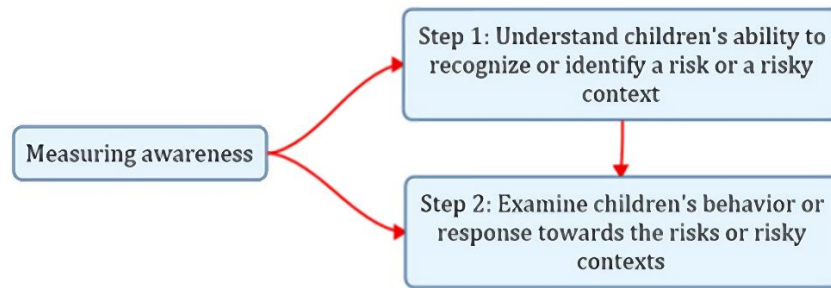 Measuring awareness
Step 1: Understand children's ability to
recognize or identify a risk or a risky
context
Step 2: Examine children's behavior or
response towards the risks or risky
contexts